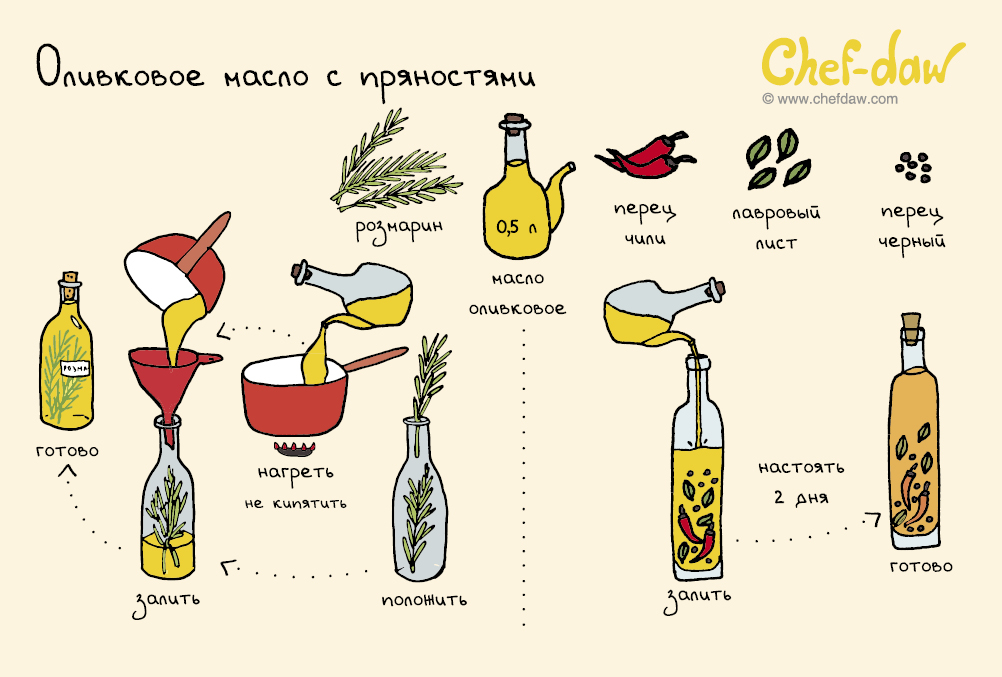 Оливковое масло с пряностями
Chef-daw
© www.chefdaw.com
розмарин
0,5 л
масло
оливковое
перец
чили
лавровый
лист
перец
черный
РОЗМА
готово
залить
нагреть
не кипятить
положить
залить
настоять
2 дня
готово